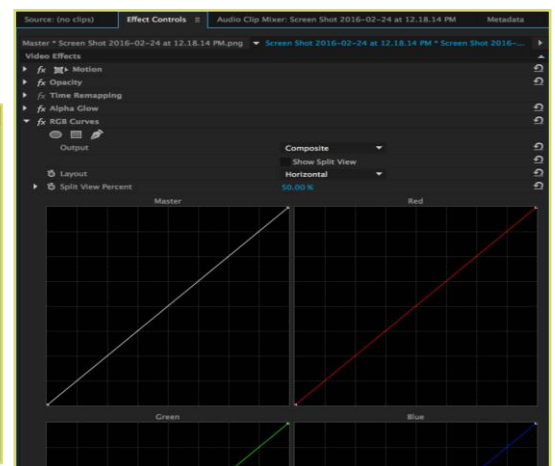 Source: (no clips) Effect Controls Audio Clip Mixer: Screen Shot 2016-02-24 at 12.18.14 PM Metadata
Master * Screen Shot 2016-02-24 at 12.18.14 PM.png Screen Shot 2016-02-24 at 12.18.14 PM * Screen Shot 2016-...
Video Effects
fx Motion
fx Opacity
fx Time Remapping
fx Alpha Glow
fx RGB Curves
Output Composite
Show Split View
Layout Horizontal
Split View Percent 50.00 %
Master Red
Green Blue